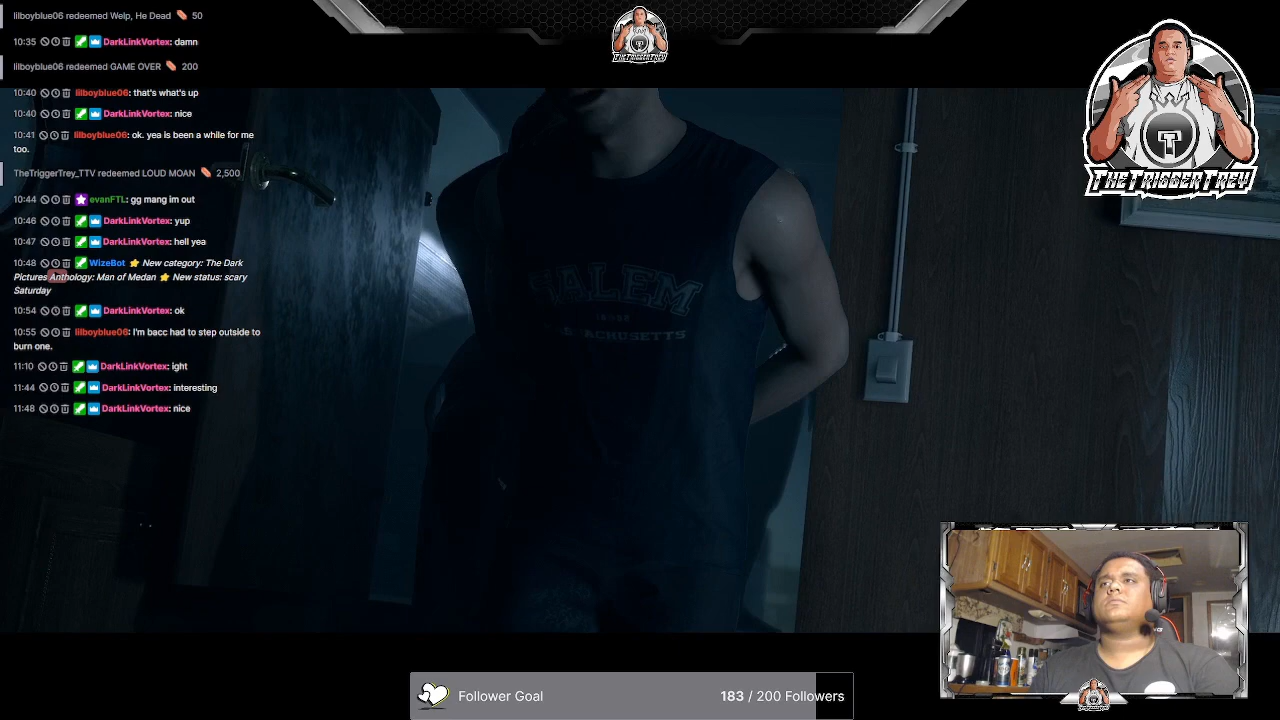 lilboyblue06 redeemed Welp, He Dead 50
10:35 DarkLinkVortex: damn
lilboyblue06 redeemed GAME OVER 200
10:40 lilboyblue06: that's what's up
10:40 DarkLinkVortex: nice
10:41 lilboyblue06: ok. yea is been a while for me
too.
TheTriggerTrey_TTV redeemed LOUD MOAN 2,500
10:44 evanFTL: gg mang im out
10:46 DarkLinkVortex: yup
10:47 DarkLinkVortex: hell yea
10:48 WizeBot ⭐ New category: The Dark
Pictures Anthology: Man of Medan ⭐ New status: scary
Saturday
10:54 DarkLinkVortex: ok
10:55 lilboyblue06: I'm bacc had to step outside to
burn one.
11:10 DarkLinkVortex: ight
11:44 DarkLinkVortex: interesting
11:48 DarkLinkVortex: nice
THETRIGGERTREY
T
THETRIGGERTREY
SALEM
Follower Goal 183 / 200 Followers